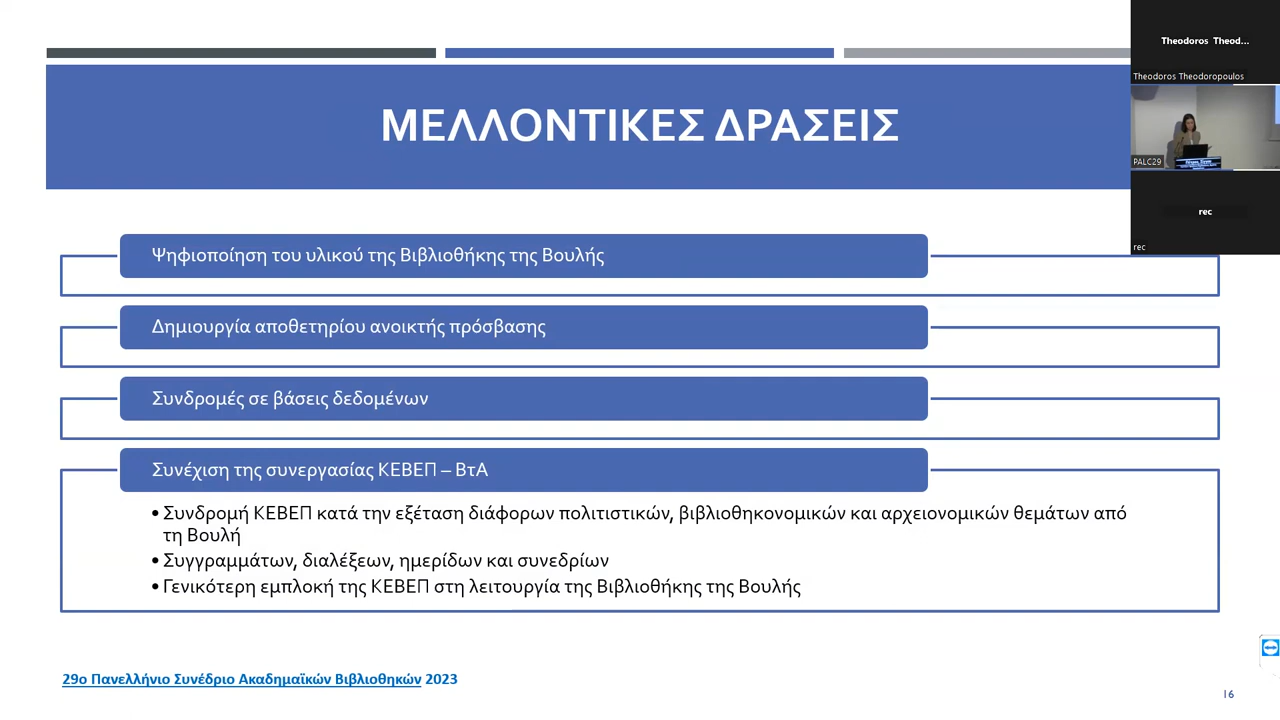 ΜΕΛΛΟΝΤΙΚΕΣ ΔΡΑΣΕΙΣ
Theodoros Theod...
Theodoros Theodoropoulos
PALC29
rec
rec
Ψηφιοποίηση του υλικού της Βιβλιοθήκης της Βουλής
Δημιουργία αποθετηρίου ανοικτής πρόσβασης
Συνδρομές σε βάσεις δεδομένων
Συνέχιση της συνεργασίας ΚΕΒΕΠ – ΒτΑ
• Συνδρομή ΚΕΒΕΠ κατά την εξέταση διάφορων πολιτιστικών, βιβλιοθηκονομικών και αρχειονομικών θεμάτων από
τη Βουλή
• Συγγραμμάτων, διαλέξεων, ημερίδων και συνεδρίων
• Γενικότερη εμπλοκή της ΚΕΒΕΠ στη λειτουργία της Βιβλιοθήκης της Βουλής
29ο Πανελλήνιο Συνέδριο Ακαδημαϊκών Βιβλιοθηκών 2023
16